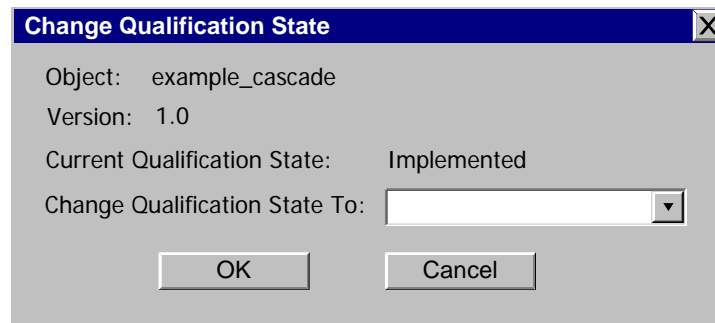 Change Qualification State X
Object: example_cascade
Version: 1.0
Current Qualification State: Implemented
Change Qualification State To:
OK Cancel